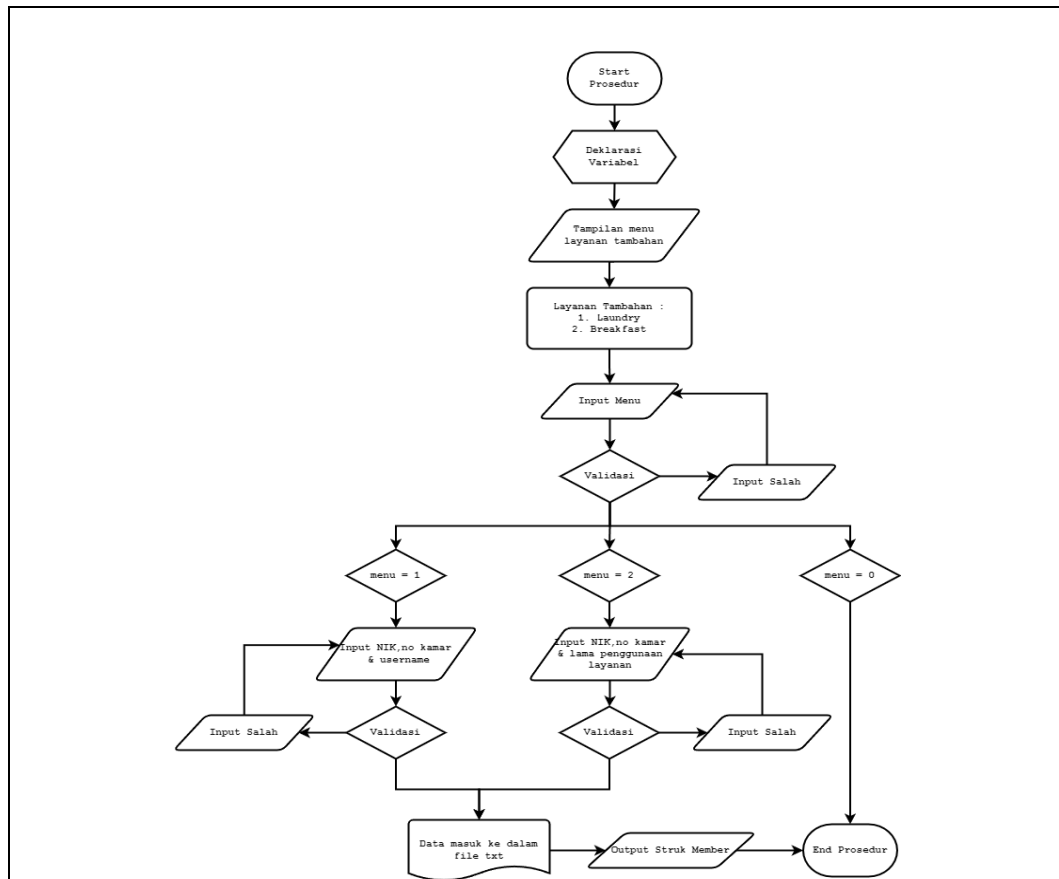 Start
Prosedur
Deklarasi
Variabel
Tampilan menu
layanan tambahan
Layanan Tambahan :
1. Laundry
2. Breakfast
Input Menu
Validasi
Input Salah
menu = 1
menu = 2
menu = 0
Input NIK,no kamar
& username
Input NIK,no kamar
& lama penggunaan
layanan
Input Salah
Validasi
Validasi
Input Salah
Data masuk ke dalam
file txt
Output Struk Member
End Prosedur